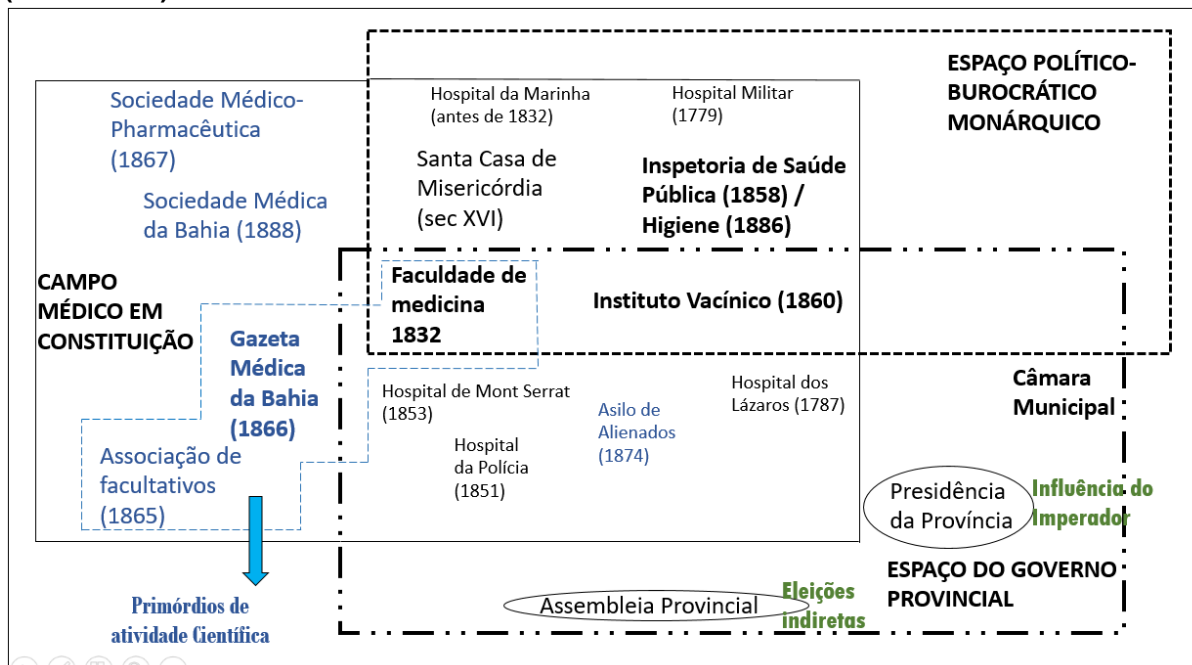 ESPAÇO POLÍTICO-
BUROCRÁTICO
MONÁRQUICO
Sociedade Médico-
Pharmacêutica
(1867)
Hospital da Marinha
(antes de 1832)
Hospital Militar
(1779)
Santa Casa de
Misericórdia
(sec XVI)
Inspetoria de Saúde
Pública (1858) /
Higiene (1886)
Sociedade Médica
da Bahia (1888)
CAMPO
MÉDICO EM
CONSTITUIÇÃO
Faculdade de
medicina
1832
Instituto Vacínico (1860)
Gazeta
Médica
da Bahia
(1866)
Hospital de Mont Serrat
(1853)
Asilo de
Alienados
(1874)
Hospital dos
Lázaros (1787)
Câmara
Municipal
Hospital
da Polícia
(1851)
Associação de
facultativos
(1865)
Presidência
da Província
Influência do
Imperador
ESPAÇO DO GOVERNO
PROVINCIAL
Assembleia Provincial
Eleições
indiretas
Primórdios de
atividade Científica